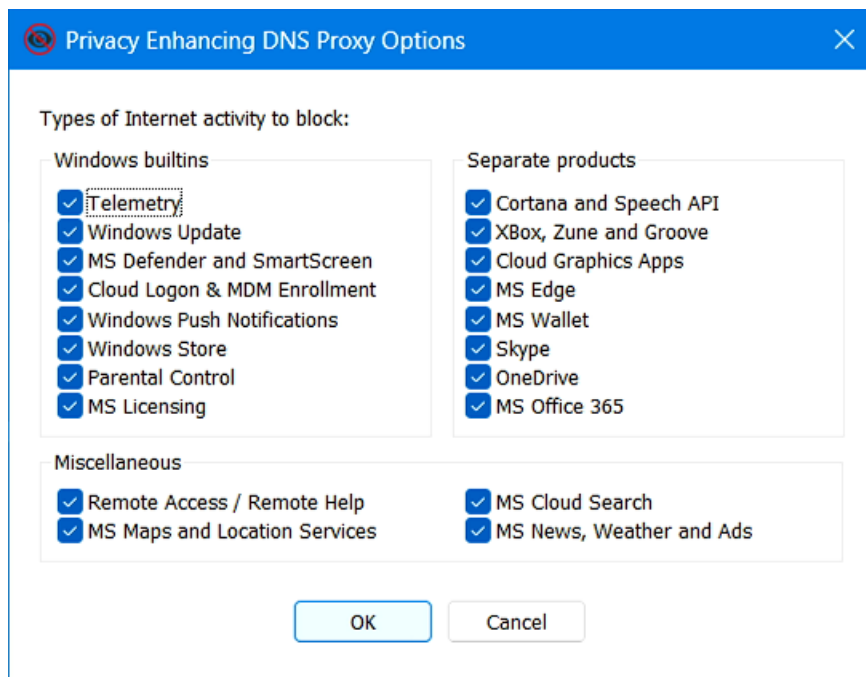 Privacy Enhancing DNS Proxy Options
Types of Internet activity to block:
Windows builtins
Telemetry
Windows Update
MS Defender and SmartScreen
Cloud Logon & MDM Enrollment
Windows Push Notifications
Windows Store
Parental Control
MS Licensing
Separate products
Cortana and Speech API
XBox, Zune and Groove
Cloud Graphics Apps
MS Edge
MS Wallet
Skype
OneDrive
MS Office 365
Miscellaneous
Remote Access / Remote Help
MS Maps and Location Services
MS Cloud Search
MS News, Weather and Ads
OK
Cancel